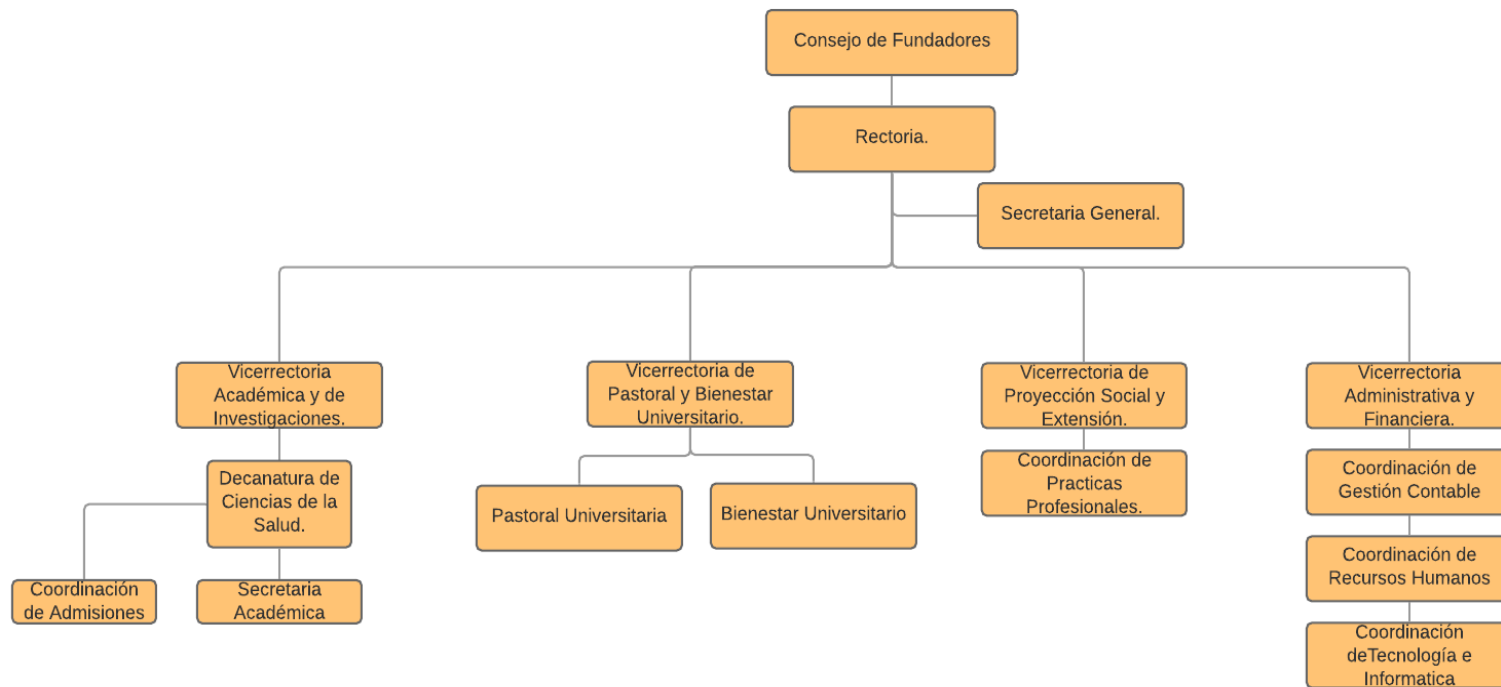 Consejo de Fundadores
Rectoria.
Secretaria General.
Vicerrectoria
Académica y de
Investigaciones.
Vicerrectoria de
Pastoral y Bienestar
Universitario.
Vicerrectoria de
Proyección Social y
Extensión.
Vicerrectoria
Administrativa y
Financiera.
Decanatura de
Ciencias de la
Salud.
Pastoral Universitaria
Bienestar Universitario
Coordinación de
Practicas
Profesionales.
Coordinación de
Gestión Contable
Coordinación de
Recursos Humanos
Coordinación
de Admisiones
Secretaria
Académica
Coordinación
deTecnología e
Informatica